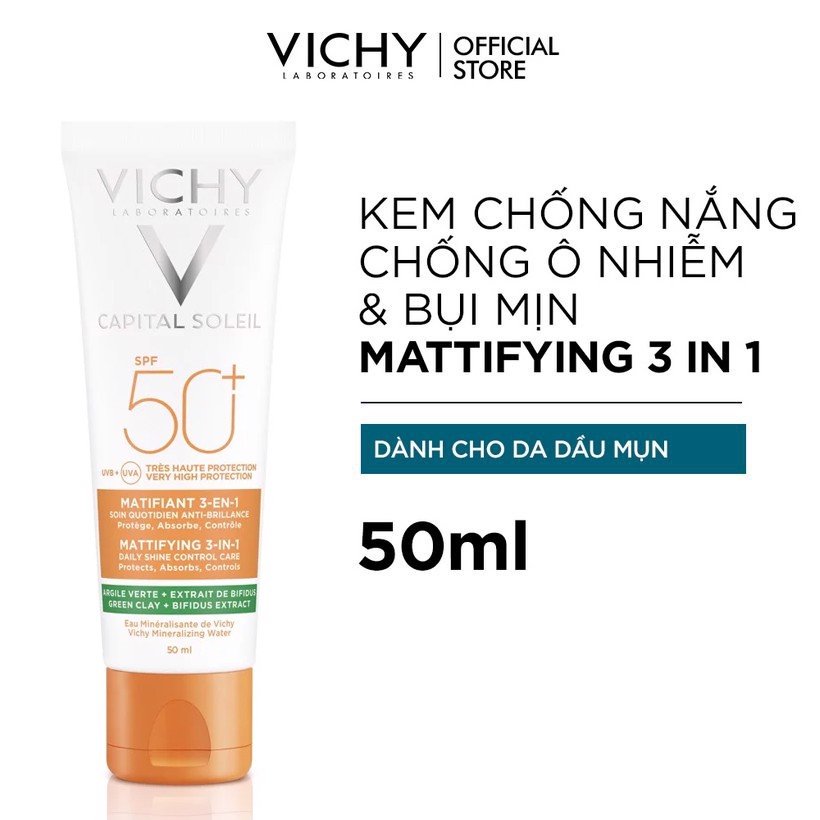 VICHY
LABORATOIRES
OFFICIAL
STORE
VICHY
LABORATOIRES
V
CAPITAL SOLEIL
SPF
50+
UVB + UVA
TRÈS HAUTE PROTECTION
VERY HIGH PROTECTION
MATIFIANT 3-EN-1
SOIN QUOTIDIEN ANTI-BRILLANCE
Protège, Absorbe, Contrôle
MATTIFYING 3-IN-1
DAILY SHINE CONTROL CARE
Protects, Absorbs, Controls
ARGILE VERTE + EXTRAIT DE BIFIDUS
GREEN CLAY + BIFIDUS EXTRACT
Eau Minéralisante de Vichy
Vichy Mineralizing Water
50 ml
KEM CHỐNG NẮNG
CHỐNG Ô NHIỄM
& BỤI MỊN
MATTIFYING 3 IN 1
DÀNH CHO DA DẦU MỤN
50ml